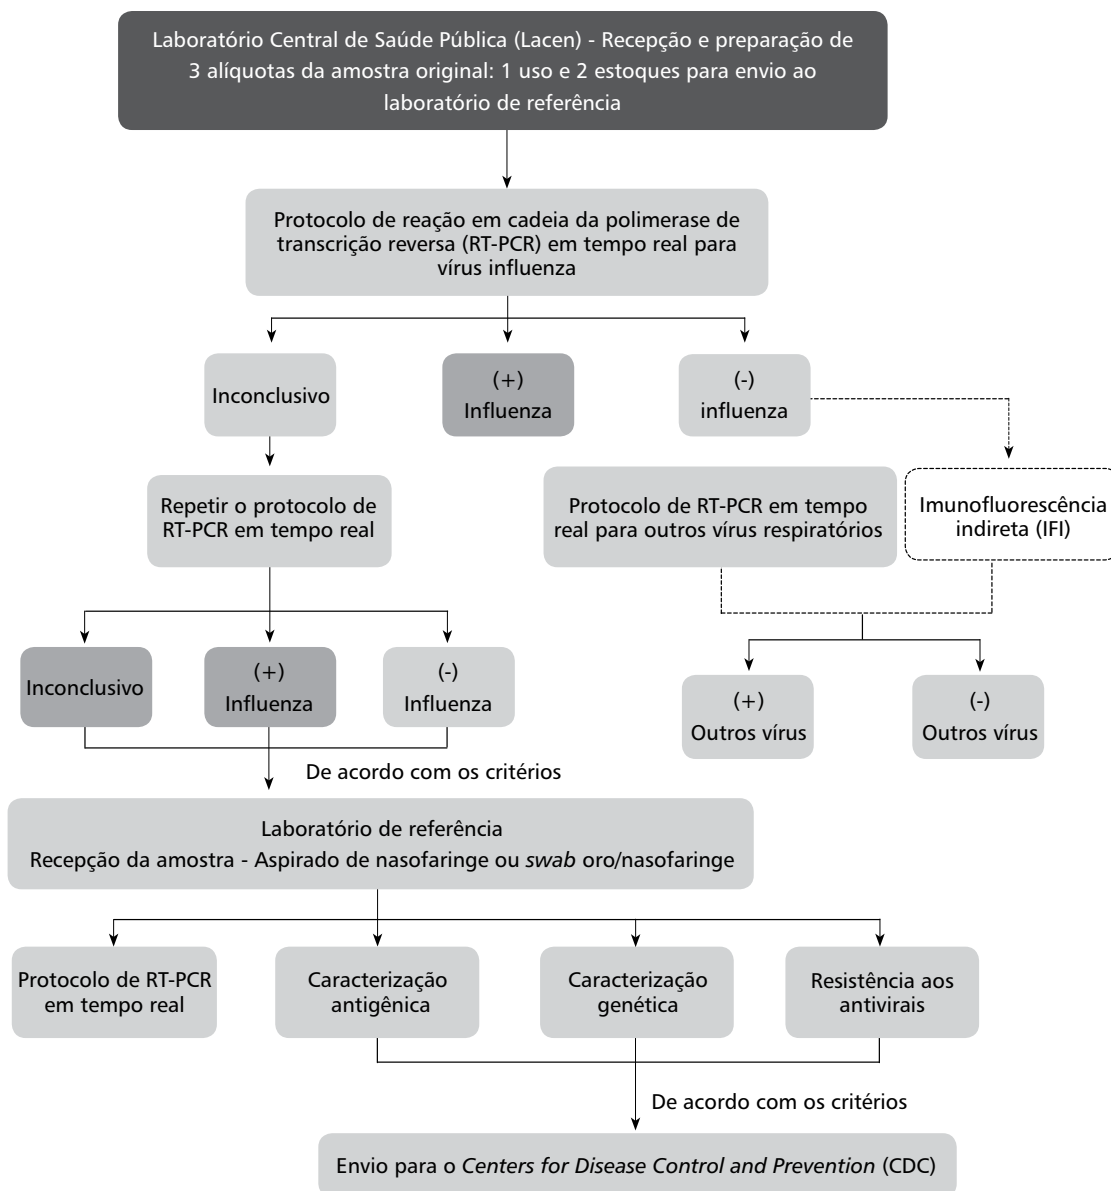 Laboratório Central de Saúde Pública (Lacen) - Recepção e preparação de
3 alíquotas da amostra original: 1 uso e 2 estoques para envio ao
laboratório de referência
Protocolo de reação em cadeia da polimerase de
transcrição reversa (RT-PCR) em tempo real para
vírus influenza
Inconclusivo
(+)
Influenza
(-)
influenza
Repetir o protocolo de
RT-PCR em tempo real
Protocolo de RT-PCR em tempo
real para outros vírus respiratórios
Imunofluorescência
indireta (IFI)
Inconclusivo
(+)
Influenza
(-)
Influenza
(+)
Outros vírus
(-)
Outros vírus
De acordo com os critérios
Laboratório de referência
Recepção da amostra - Aspirado de nasofaringe ou swab oro/nasofaringe
Protocolo de RT-PCR
em tempo real
Caracterização
antigênica
Caracterização
genética
Resistência aos
antivirais
De acordo com os critérios
Envio para o Centers for Disease Control and Prevention (CDC)